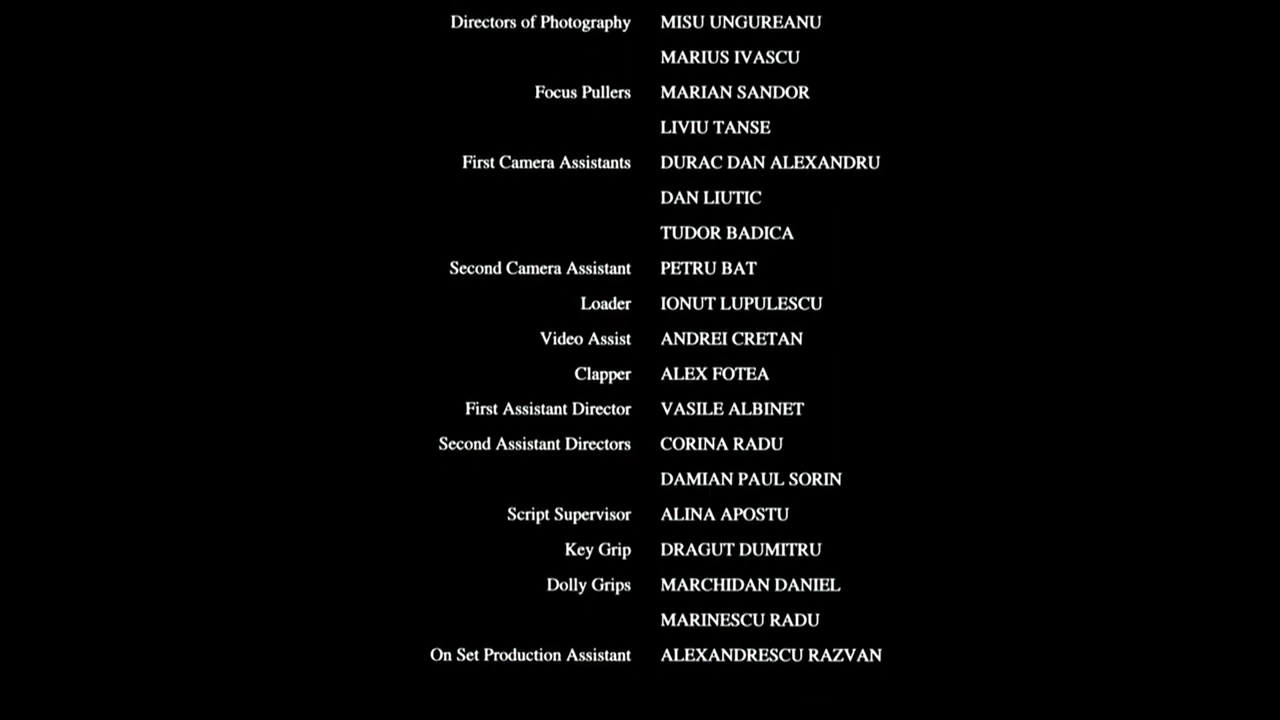 Directors of Photography MISU UNGUREANU
MARIUS IVASCU
Focus Pullers MARIAN SANDOR
LIVIU TANSE
First Camera Assistants DURAC DAN ALEXANDRU
DAN LIUTIC
TUDOR BADICA
Second Camera Assistant PETRU BAT
Loader IONUT LUPULESCU
Video Assist ANDREI CRETAN
Clapper ALEX FOTEA
First Assistant Director VASILE ALBINET
Second Assistant Directors CORINA RADU
DAMIAN PAUL SORIN
Script Supervisor ALINA APOSTU
Key Grip DRAGUT DUMITRU
Dolly Grips MARCHIDAN DANIEL
MARINESCU RADU
On Set Production Assistant ALEXANDRESCU RAZVAN